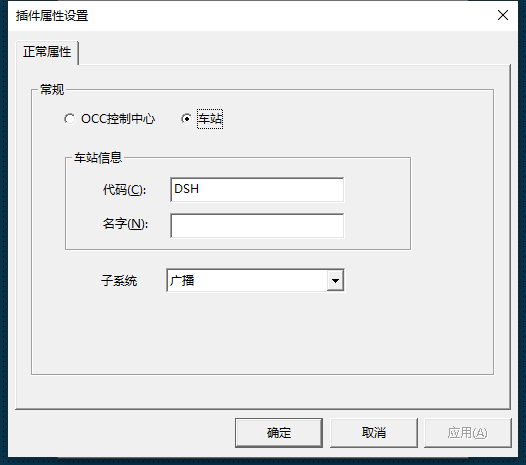 插件属性设置
正常属性
常规
OCC控制中心 车站
车站信息
代码(C): DSH
名字(N):
子系统 广播
确定 取消 应用(A)